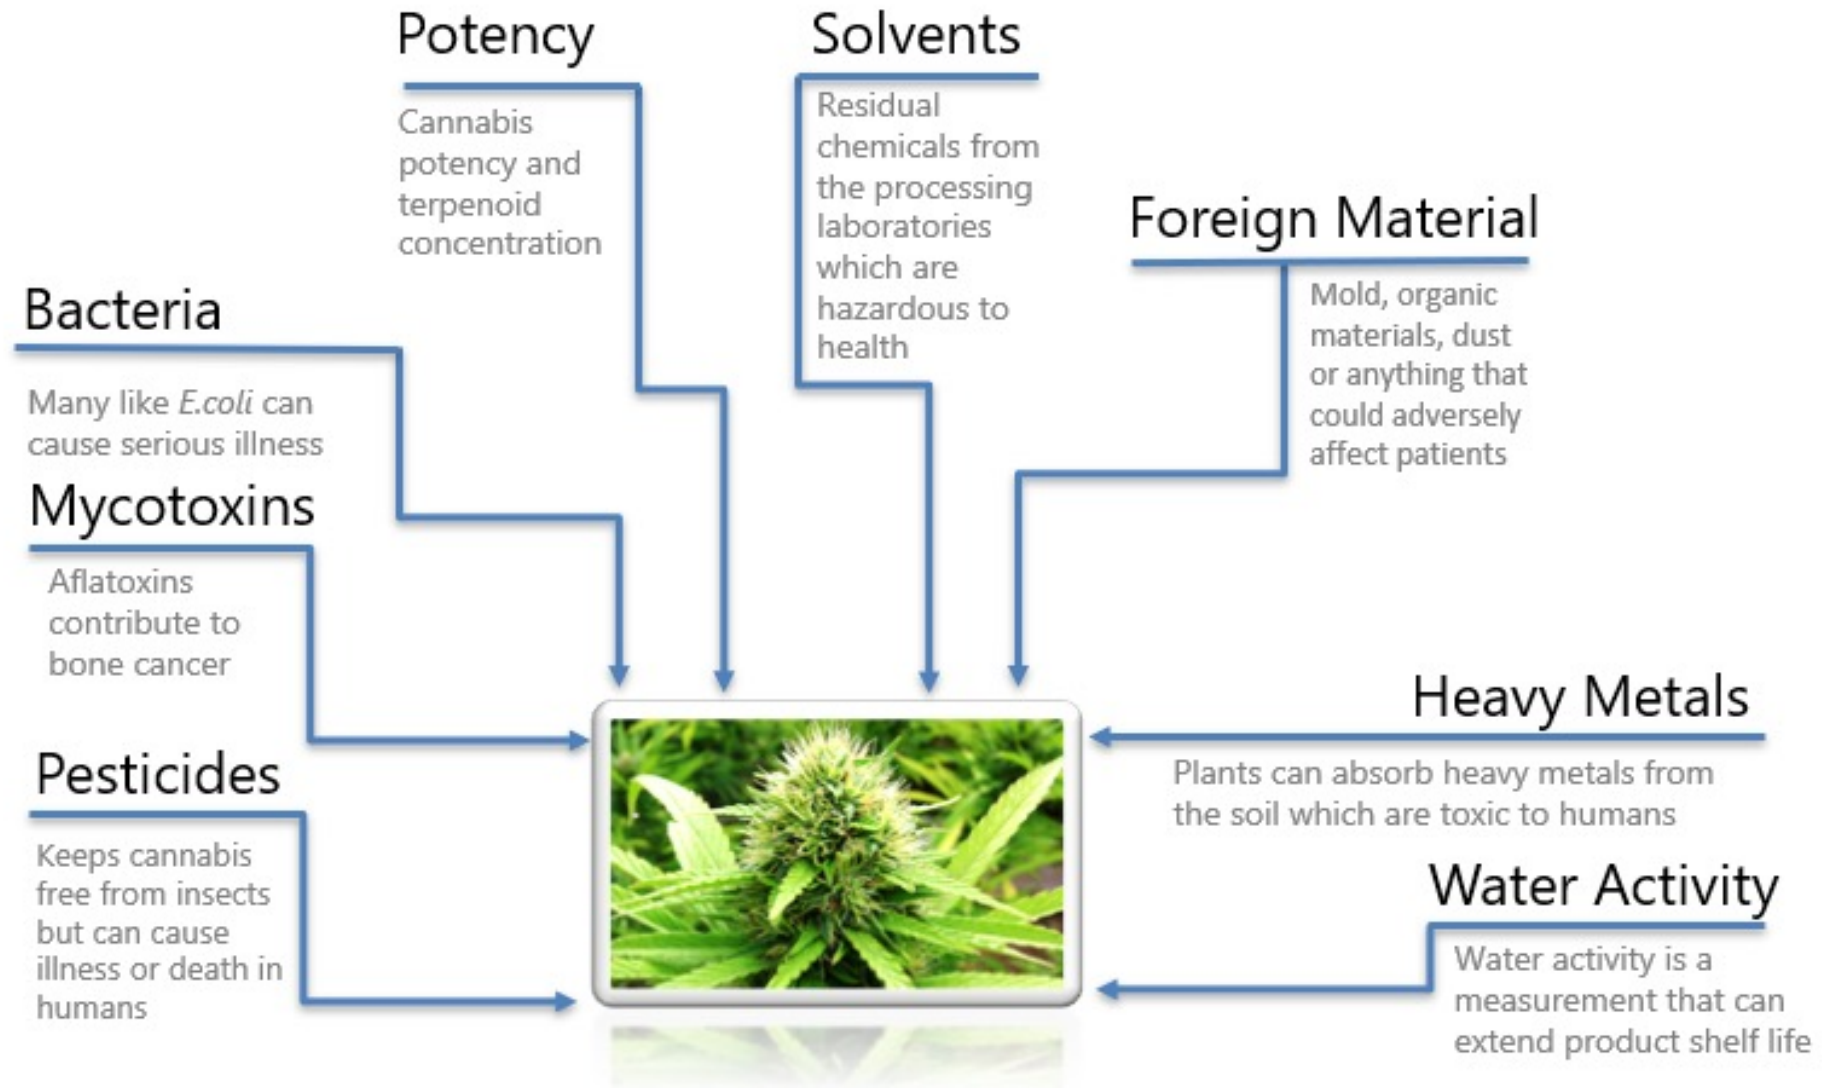 Potency
Cannabis
potency and
terpenoid
concentration
Solvents
Residual
chemicals from
the processing
laboratories
which are
hazardous to
health
Foreign Material
Mold, organic
materials, dust
or anything that
could adversely
affect patients
Bacteria
Many like E.coli can
cause serious illness
Mycotoxins
Aflatoxins
contribute to
bone cancer
Pesticides
Keeps cannabis
free from insects
but can cause
illness or death in
humans
Heavy Metals
Plants can absorb heavy metals from
the soil which are toxic to humans
Water Activity
Water activity is a
measurement that can
extend product shelf life